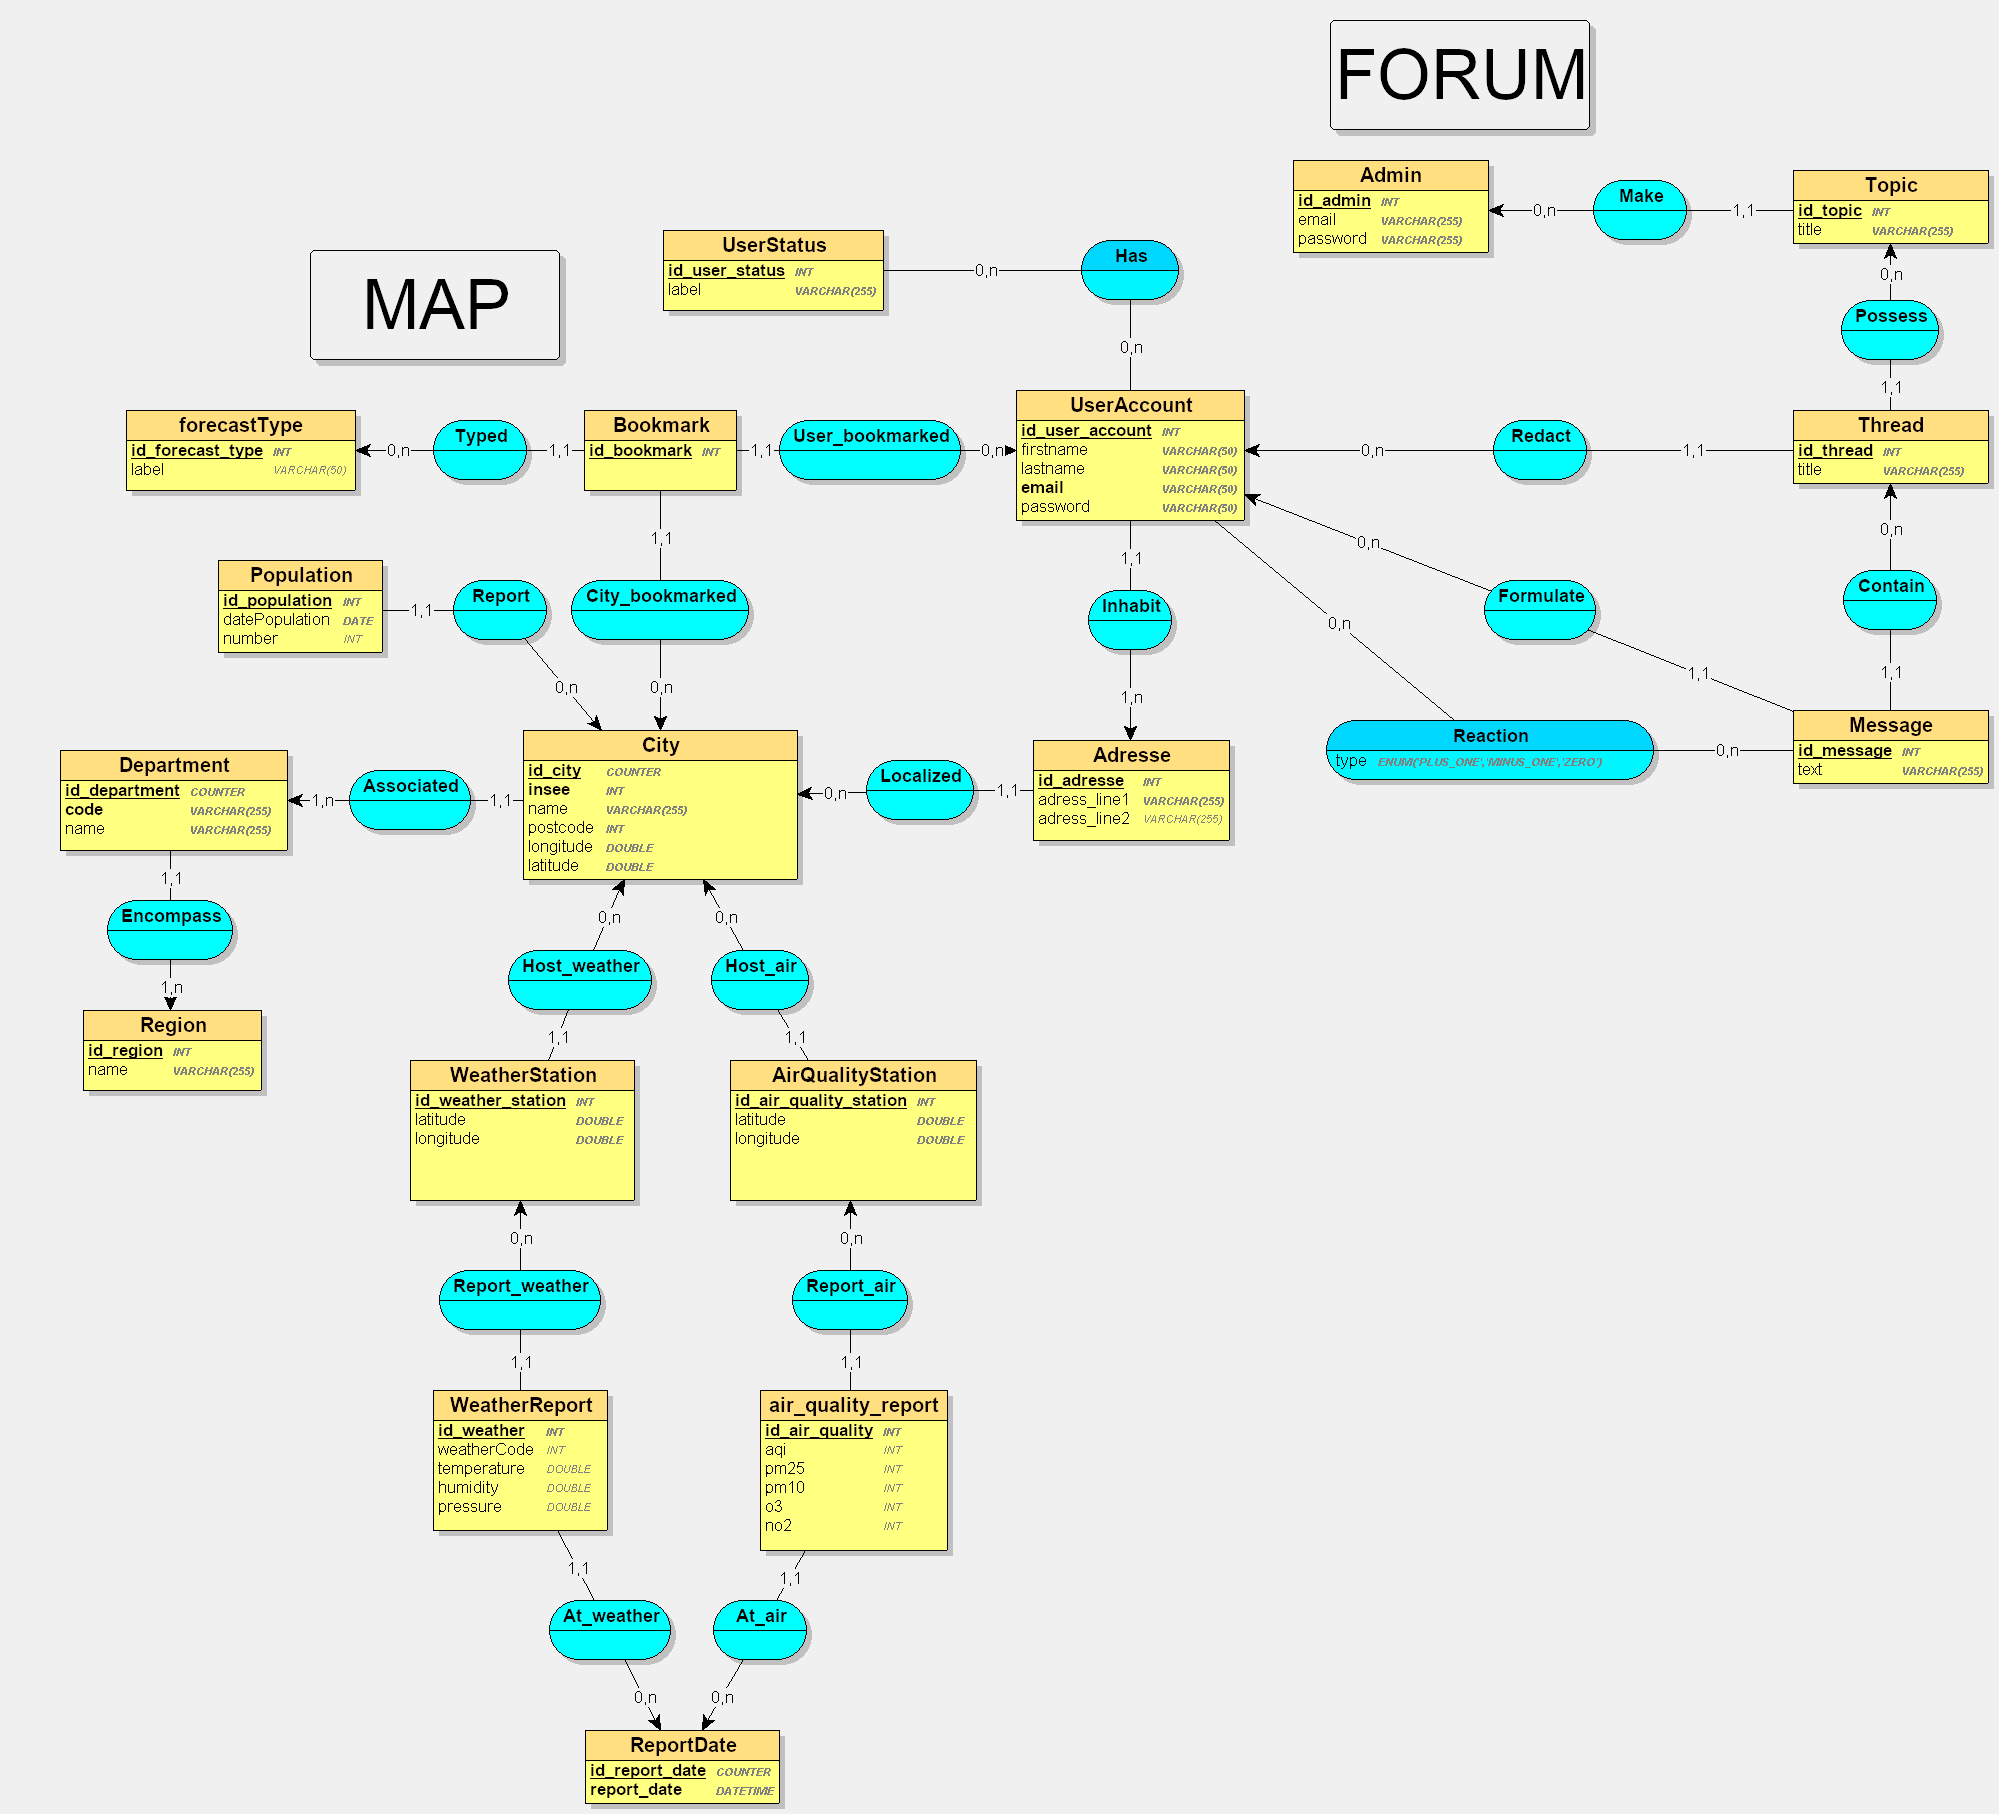 FORUM
MAP
Admin
id_admin INT
email VARCHAR(255)
password VARCHAR(255)
0,n
Make
1,1
Topic
id_topic INT
title VARCHAR(255)
UserStatus
id_user_status INT
label VARCHAR(255)
0,n
Has
0,n
0,n
Possess
1,1
forecastType
id_forecast_type INT
label VARCHAR(50)
0,n
Typed
1,1
Bookmark
id_bookmark INT
1,1
User_bookmarked
0,n
UserAccount
id_user_account INT
firstname VARCHAR(50)
lastname VARCHAR(50)
email VARCHAR(50)
password VARCHAR(50)
0,n
Redact
1,1
Thread
id_thread INT
title VARCHAR(255)
1,1
1,1
0,n
0,n
Population
id_population INT
datePopulation DATE
number INT
1,1
Report
0,n
City_bookmarked
0,n
Inhabit
1,n
0,n
Formulate
1,1
Contain
1,1
Reaction
type ENUM('PLUS_ONE','MINUS_ONE','ZERO')
0,n
Message
id_message INT
text VARCHAR(255)
Department
id_department COUNTER
code VARCHAR(255)
name VARCHAR(255)
1,n
Associated
1,1
City
id_city COUNTER
insee INT
name VARCHAR(255)
postcode INT
longitude DOUBLE
latitude DOUBLE
0,n
Localized
1,1
Adresse
id_adresse INT
adress_line1 VARCHAR(255)
adress_line2 VARCHAR(255)
1,1
Encompass
1,n
Region
id_region INT
name VARCHAR(255)
0,n
0,n
Host_weather
Host_air
1,1
1,1
WeatherStation
id_weather_station INT
latitude DOUBLE
longitude DOUBLE
AirQualityStation
id_air_quality_station INT
latitude DOUBLE
longitude DOUBLE
0,n
0,n
Report_weather
Report_air
1,1
1,1
WeatherReport
id_weather INT
weatherCode INT
temperature DOUBLE
humidity DOUBLE
pressure DOUBLE
air_quality_report
id_air_quality INT
aqi INT
pm25 INT
pm10 INT
o3 INT
no2 INT
1,1
1,1
At_weather
At_air
0,n
0,n
ReportDate
id_report_date COUNTER
report_date DATETIME